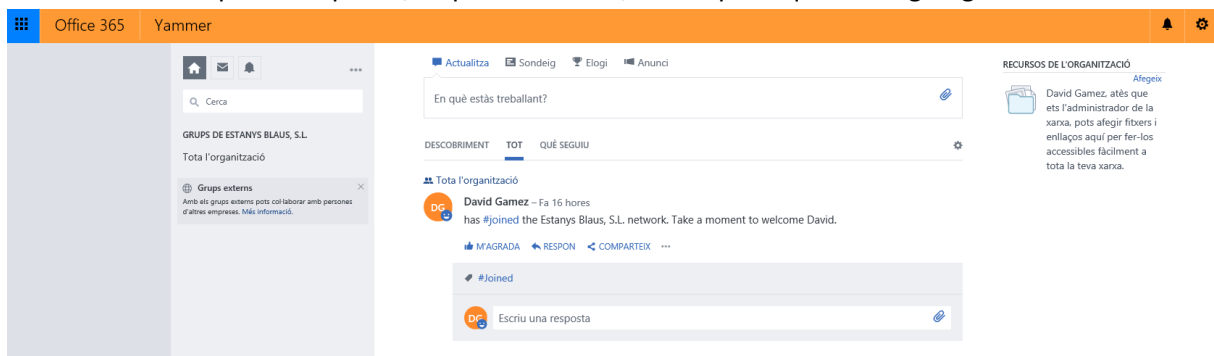 Office 365 Yammer
Cerca
GRUPS DE ESTANYS BLAUS, S.L.
Tota l'organització
Grups externs
Amb els grups externs pots col·laborar amb persones
d'altres empreses. Més informació.
Actualitza Sondeig Elogi Anunci
En què estàs treballant?
DESCOBRIMENT TOT QUÈ SEGUIU
Tota l'organització
DG
David Gamez – Fa 16 hores
has #joined the Estanys Blaus, S.L. network. Take a moment to welcome David.
M'AGRADA RESPON COMPARTEIX
#Joined
DG
Escriu una resposta
RECURSOS DE L'ORGANITZACIÓ
Afegeix
David Gamez, atès que
ets l'administrador de la
xarxa, pots afegir fitxers i
enllaços aquí per fer-los
accessibles fàcilment a
tota la teva xarxa.